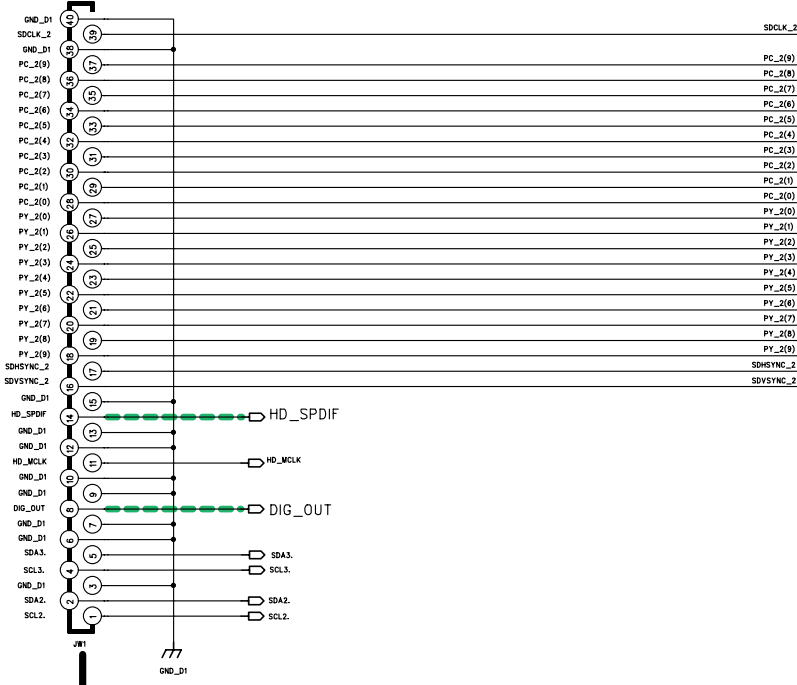 GND_D1 40
SDCLK_2 39 SDCLK_2
GND_D1 38
PC_2(9) 37 PC_2(9)
PC_2(8) 36 PC_2(8)
PC_2(7) 35 PC_2(7)
PC_2(6) 34 PC_2(6)
PC_2(5) 33 PC_2(5)
PC_2(4) 32 PC_2(4)
PC_2(3) 31 PC_2(3)
PC_2(2) 30 PC_2(2)
PC_2(1) 29 PC_2(1)
PC_2(0) 28 PC_2(0)
PY_2(0) 27 PY_2(0)
PY_2(1) 26 PY_2(1)
PY_2(2) 25 PY_2(2)
PY_2(3) 24 PY_2(3)
PY_2(4) 23 PY_2(4)
PY_2(5) 22 PY_2(5)
PY_2(6) 21 PY_2(6)
PY_2(7) 20 PY_2(7)
PY_2(8) 19 PY_2(8)
PY_2(9) 18 PY_2(9)
SDHSYNC_2 17 SDHSYNC_2
SDVSYNC_2 16 SDVSYNC_2
GND_D1 15
HD_SPDIF 14 HD_SPDIF
GND_D1 13
GND_D1 12
HD_MCLK 11 HD_MCLK
GND_D1 10
GND_D1 9
DIG_OUT 8 DIG_OUT
GND_D1 7
GND_D1 6
SDA3. 5 SDA3.
SCL3. 4 SCL3.
GND_D1 3
SDA2. 2 SDA2.
SCL2. 1 SCL2.
JW1
GND_D1